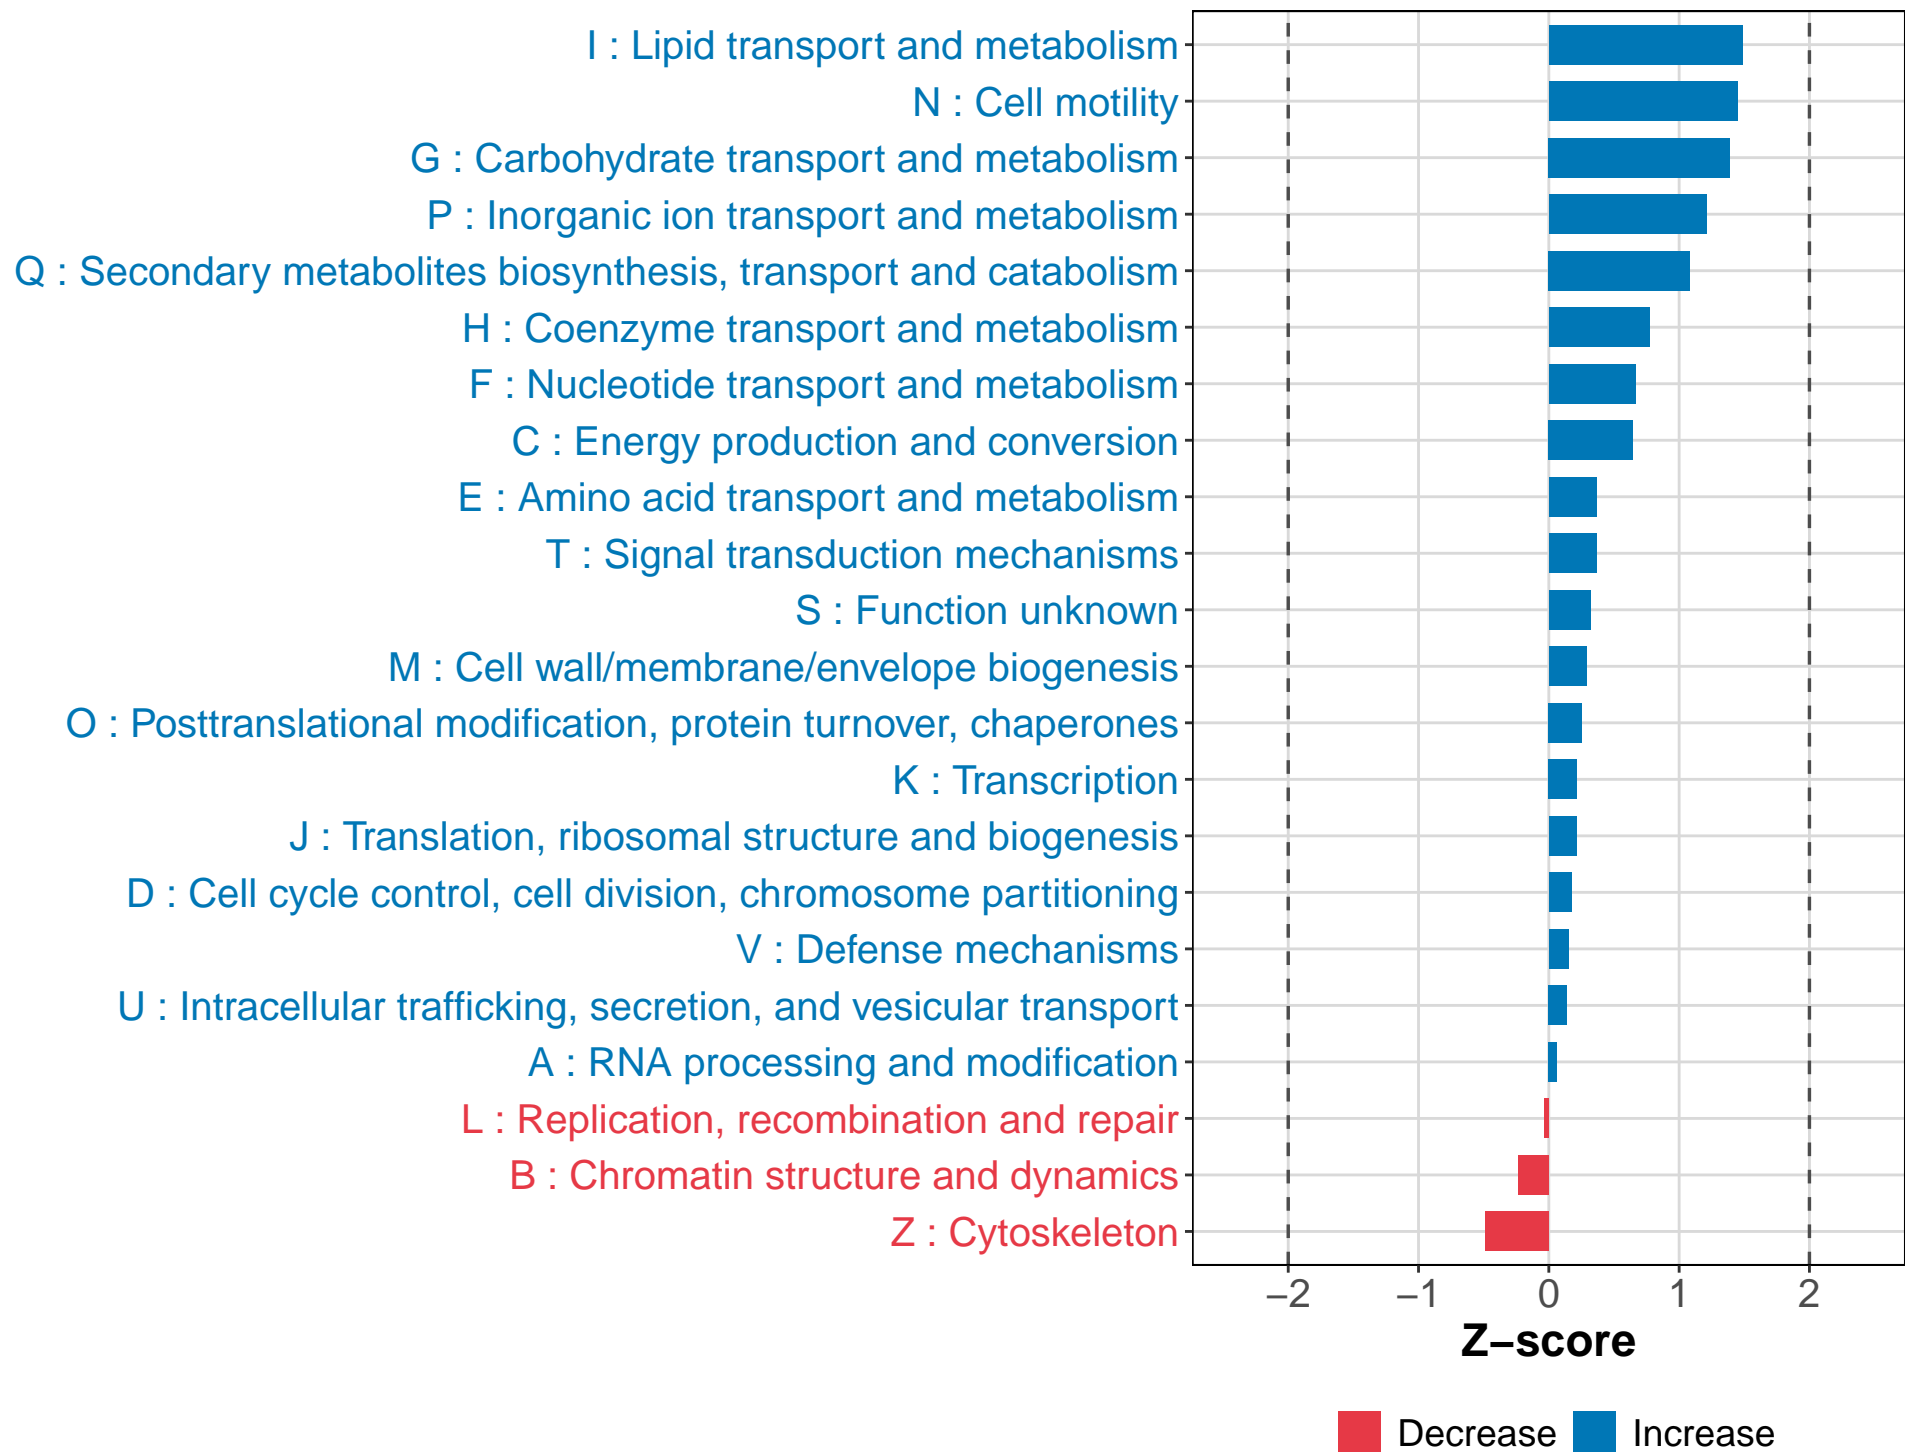 I : Lipid transport and metabolism
N : Cell motility
G : Carbohydrate transport and metabolism
P : Inorganic ion transport and metabolism
Q : Secondary metabolites biosynthesis, transport and catabolism
H : Coenzyme transport and metabolism
F : Nucleotide transport and metabolism
C : Energy production and conversion
E : Amino acid transport and metabolism
T : Signal transduction mechanisms
S : Function unknown
M : Cell wall/membrane/envelope biogenesis
O : Posttranslational modification, protein turnover, chaperones
K : Transcription
J : Translation, ribosomal structure and biogenesis
D : Cell cycle control, cell division, chromosome partitioning
V : Defense mechanisms
U : Intracellular trafficking, secretion, and vesicular transport
A : RNA processing and modification
L : Replication, recombination and repair
B : Chromatin structure and dynamics
Z : Cytoskeleton
−2 −1 0 1 2
Z−score
Decrease Increase